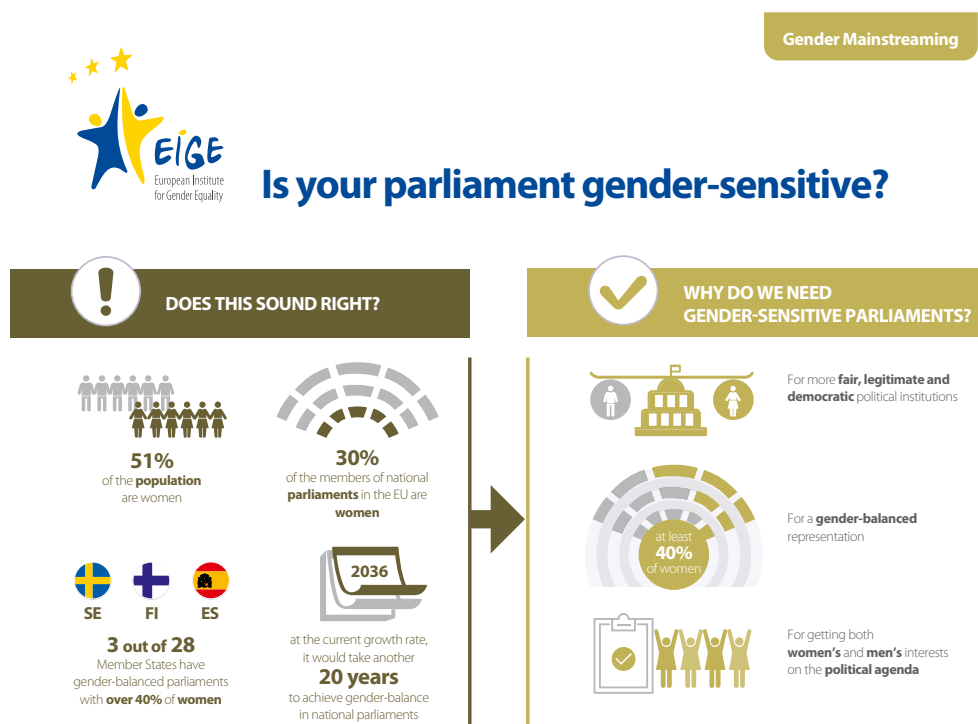 Gender Mainstreaming
EIGE
European Institute
for Gender Equality
Is your parliament gender-sensitive?
DOES THIS SOUND RIGHT?
51%
of the population
are women
30%
of the members of national
parliaments in the EU are
women
SE FI ES
3 out of 28
Member States have
gender-balanced parliaments
with over 40% of women
2036
at the current growth rate,
it would take another
20 years
to achieve gender-balance
in national parliaments
WHY DO WE NEED
GENDER-SENSITIVE PARLIAMENTS?
For more fair, legitimate and
democratic political institutions
at least
40%
of women
For a gender-balanced
representation
For getting both
women's and men's interests
on the political agenda